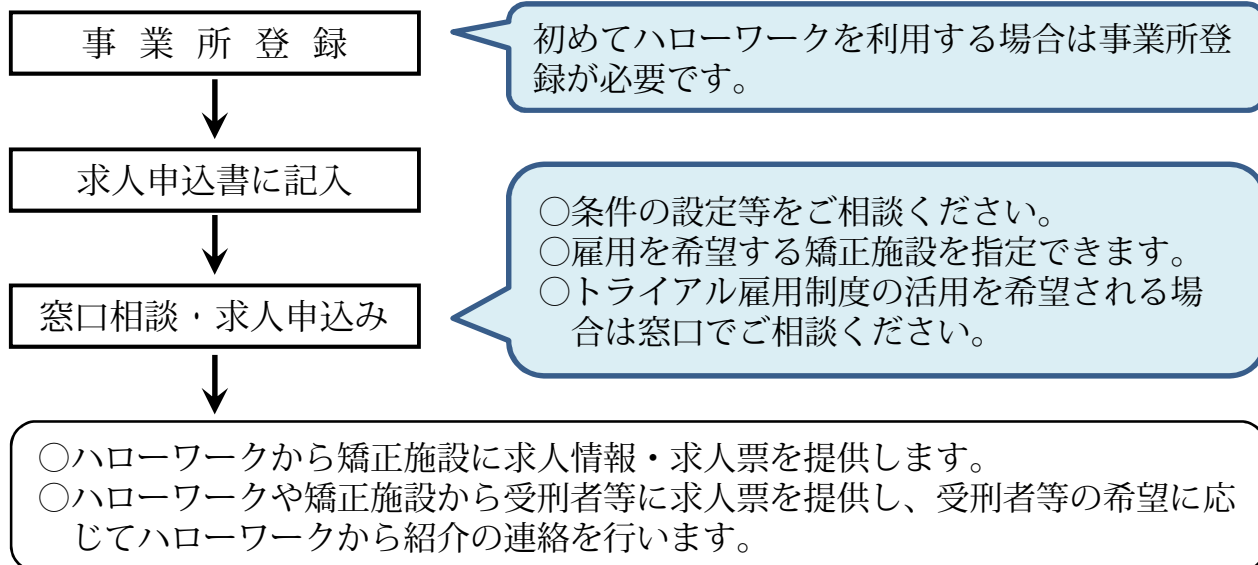 事業所登録
初めてハローワークを利用する場合は事業所登
録が必要です。
求人申込書に記入
○条件の設定等をご相談ください。
○雇用を希望する矯正施設を指定できます。
○トライアル雇用制度の活用を希望される場
合は窓口でご相談ください。
窓口相談・求人申込み
○ハローワークから矯正施設に求人情報・求人票を提供します。
○ハローワークや矯正施設から受刑者等に求人票を提供し、受刑者等の希望に応
じてハローワークから紹介の連絡を行います。